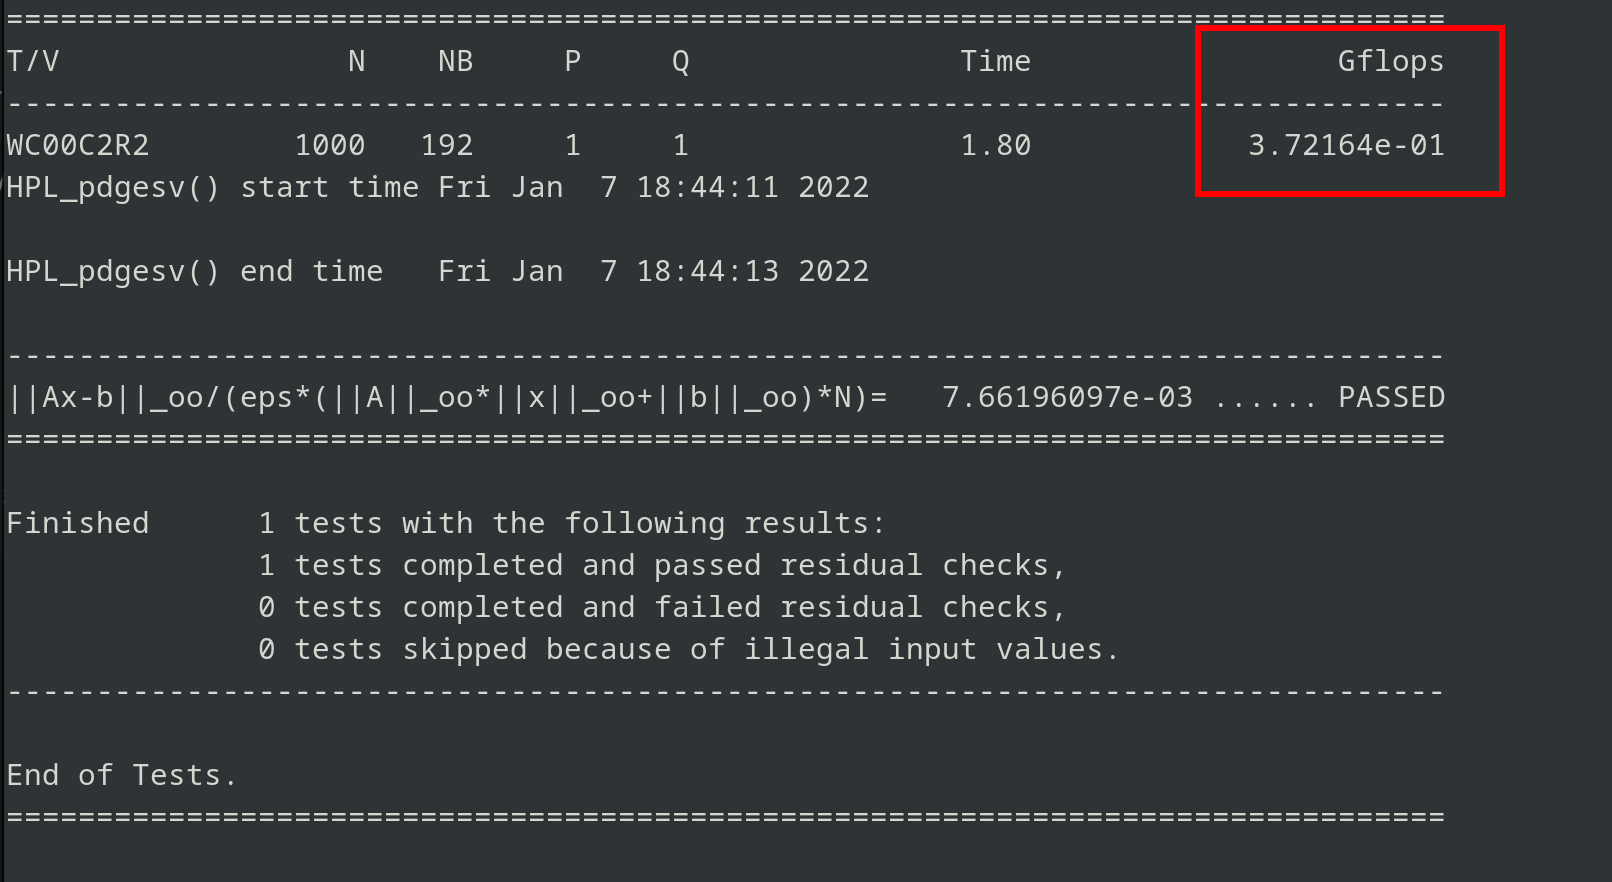 ================================================================================
T/V                N    NB     P     Q               Time                 Gflops
--------------------------------------------------------------------------------
WC00C2R2        1000   192     1     1               1.80            3.72164e-01
HPL_pdgesv() start time Fri Jan  7 18:44:11 2022
HPL_pdgesv() end time   Fri Jan  7 18:44:13 2022
--------------------------------------------------------------------------------
||Ax-b||_oo/(eps*(||A||_oo*||x||_oo+||b||_oo)*N)=   7.66196097e-03 ...... PASSED
================================================================================
Finished      1 tests with the following results:
              1 tests completed and passed residual checks,
              0 tests completed and failed residual checks,
              0 tests skipped because of illegal input values.
--------------------------------------------------------------------------------
End of Tests.
================================================================================